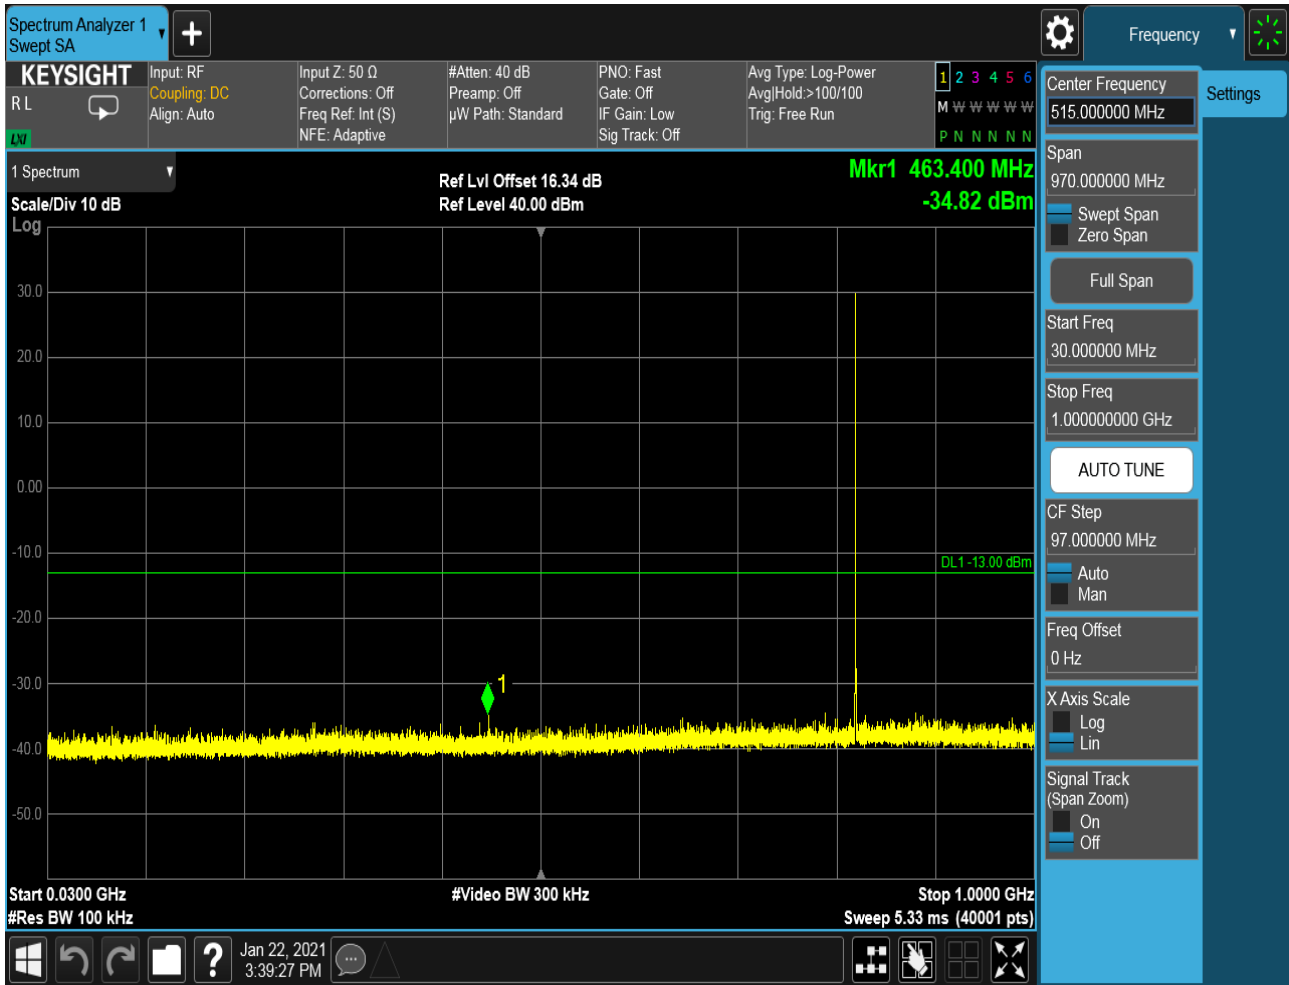 Spectrum Analyzer 1
Swept SA
Frequency
KEYSIGHT
R L
LXI
Input: RF
Coupling: DC
Align: Auto
Input Z: 50 Ω
Corrections: Off
Freq Ref: Int (S)
NFE: Adaptive
#Atten: 40 dB
Preamp: Off
µW Path: Standard
PNO: Fast
Gate: Off
IF Gain: Low
Sig Track: Off
Avg Type: Log-Power
Avg|Hold:>100/100
Trig: Free Run
1 2 3 4 5 6
M W W W W W
P N N N N N
1 Spectrum
Scale/Div 10 dB
Log
Ref Lvl Offset 16.34 dB
Ref Level 40.00 dBm
Mkr1 463.400 MHz
-34.82 dBm
30.0
20.0
10.0
0.00
-10.0
DL1 -13.00 dBm
-20.0
-30.0
1
-40.0
-50.0
Start 0.0300 GHz
#Video BW 300 kHz
Stop 1.0000 GHz
#Res BW 100 kHz
Sweep 5.33 ms (40001 pts)
?
Jan 22, 2021
3:39:27 PM
Center Frequency
515.000000 MHz
Settings
Span
970.000000 MHz
Swept Span
Zero Span
Full Span
Start Freq
30.000000 MHz
Stop Freq
1.000000000 GHz
AUTO TUNE
CF Step
97.000000 MHz
Auto
Man
Freq Offset
0 Hz
X Axis Scale
Log
Lin
Signal Track
(Span Zoom)
On
Off